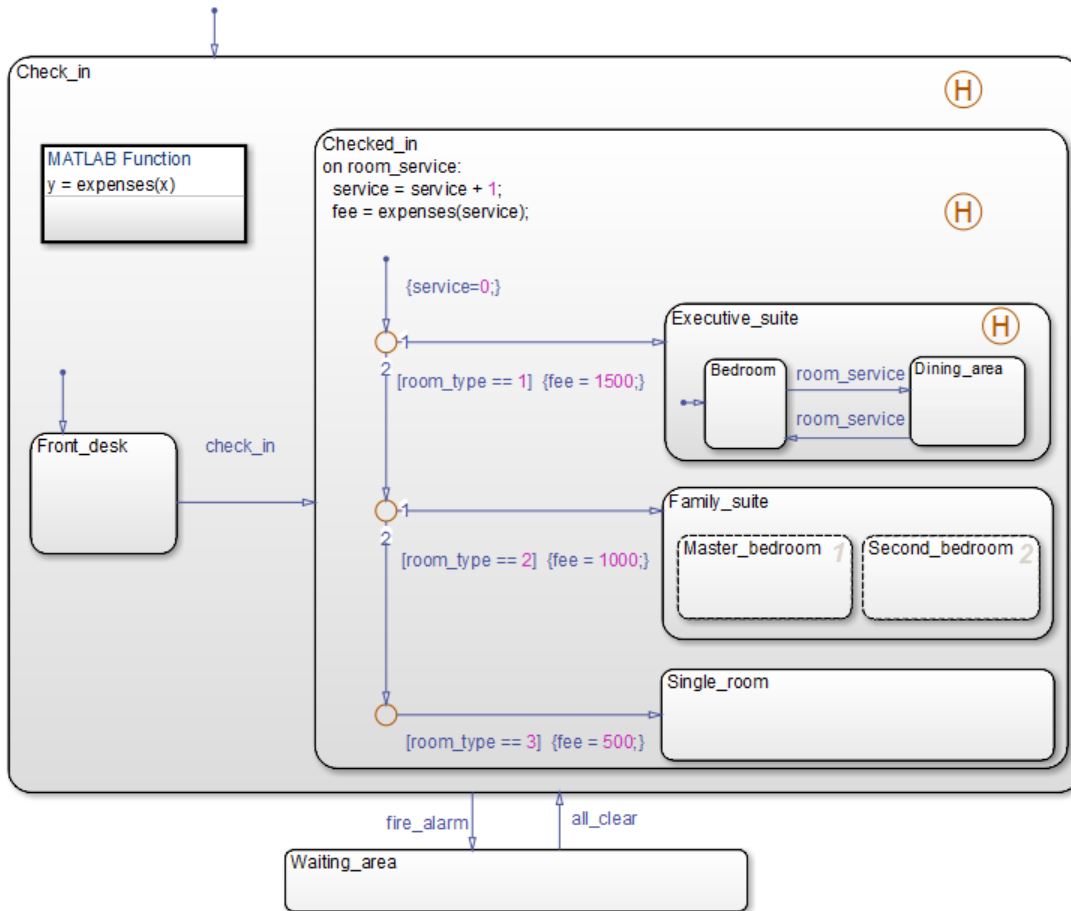 Check_in
H
MATLAB Function
y = expenses(x)
Checked_in
on room_service:
service = service + 1;
fee = expenses(service);
H
{service=0;}
1
2
[room_type == 1] {fee = 1500;}
Executive_suite
H
Bedroom
room_service
Dining_area
room_service
Front_desk
check_in
1
2
[room_type == 2] {fee = 1000;}
Family_suite
Master_bedroom 1
Second_bedroom 2
[room_type == 3] {fee = 500;}
Single_room
fire_alarm
all_clear
Waiting_area